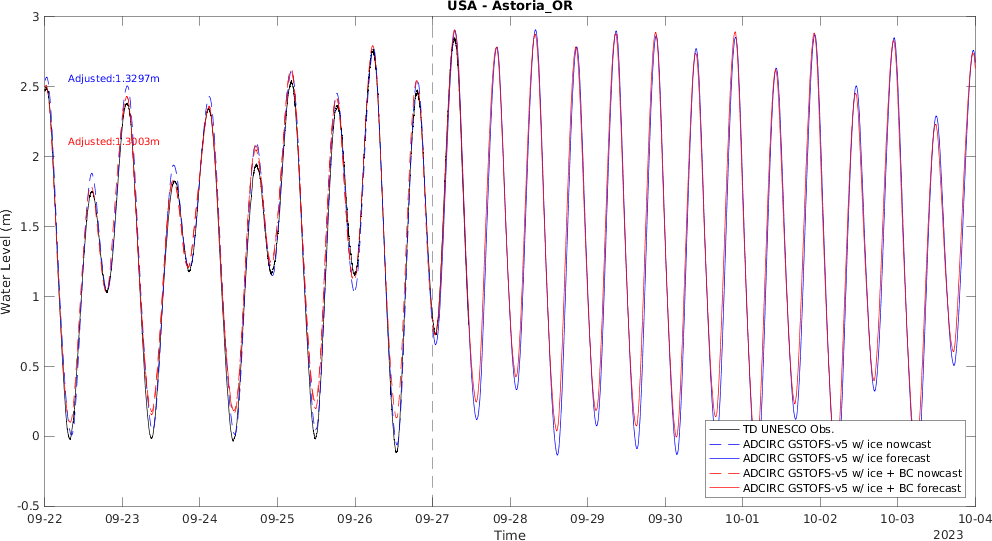 USA - Astoria_OR
3
2.5
2
1.5
1
0.5
0
-0.5
Water Level (m)
Adjusted:1.3297m
Adjusted:1.3003m
TD UNESCO Obs.
ADCIRC GSTOFS-v5 w/ ice nowcast
ADCIRC GSTOFS-v5 w/ ice forecast
ADCIRC GSTOFS-v5 w/ ice + BC nowcast
ADCIRC GSTOFS-v5 w/ ice + BC forecast
09-22 09-23 09-24 09-25 09-26 09-27 09-28 09-29 09-30 10-01 10-02 10-03 10-04
Time
2023